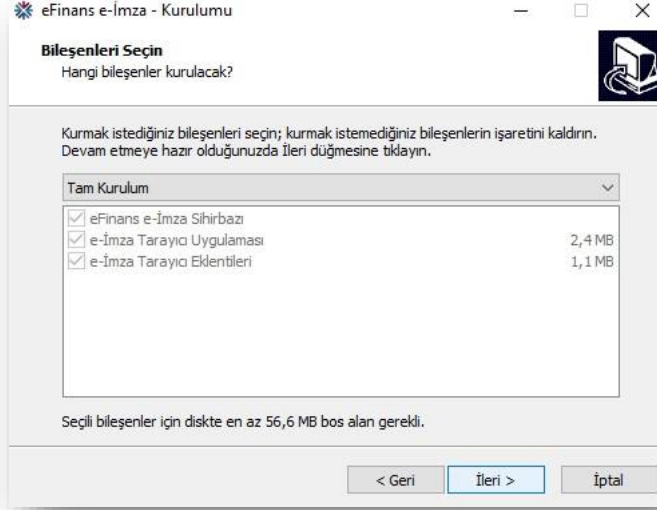 eFinans e-İmza - Kurulumu
Bileşenleri Seçin
Hangi bileşenler kurulacak?
Kurmak istediğiniz bileşenleri seçin; kurmak istemediğiniz bileşenlerin işaretini kaldırın.
Devam etmeye hazır olduğunuzda İleri düğmesine tıklayın.
Tam Kurulum
eFinans e-İmza Sihirbazı
e-İmza Tarayıcı Uygulaması 2,4 MB
e-İmza Tarayıcı Eklentileri 1,1 MB
Seçili bileşenler için diskte en az 56,6 MB bos alan gerekli.
< Geri İleri > İptal